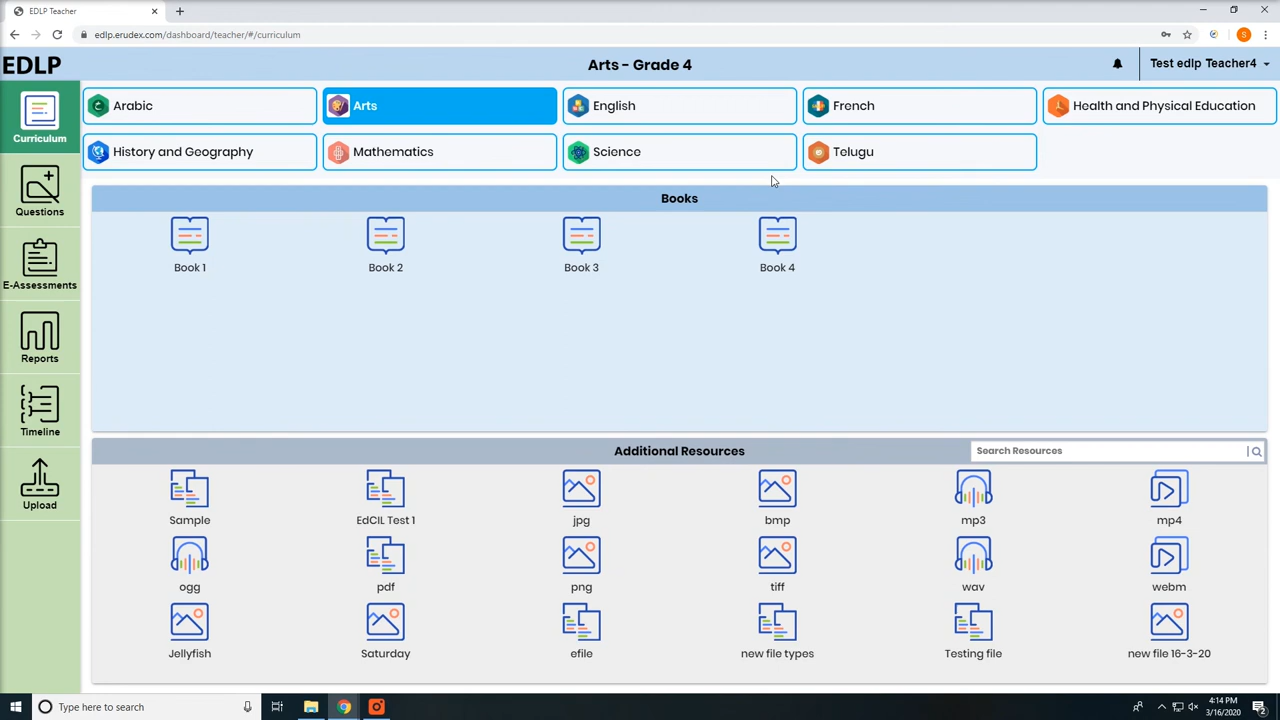 EDLP Teacher
edlp.erudex.com/dashboard/teacher/#/curriculum
S
EDLP
Arts - Grade 4
Test edlp Teacher4
Curriculum
Questions
E-Assessments
Reports
Timeline
Upload
Arabic
Arts
English
French
Health and Physical Education
History and Geography
Mathematics
Science
Telugu
Books
Book 1
Book 2
Book 3
Book 4
Additional Resources
Search Resources
Sample
EdCIL Test 1
jpg
bmp
mp3
mp4
ogg
pdf
png
tiff
wav
webm
Jellyfish
Saturday
efile
new file types
Testing file
new file 16-3-20
Type here to search
4:14 PM
3/16/2020
2